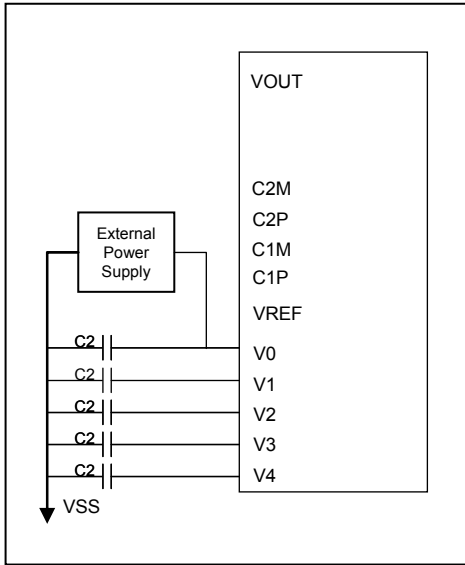 VOUT
C2M
C2P
External
Power
Supply
C1M
C1P
VREF
C2
V0
C2
V1
C2
V2
C2
V3
C2
V4
VSS